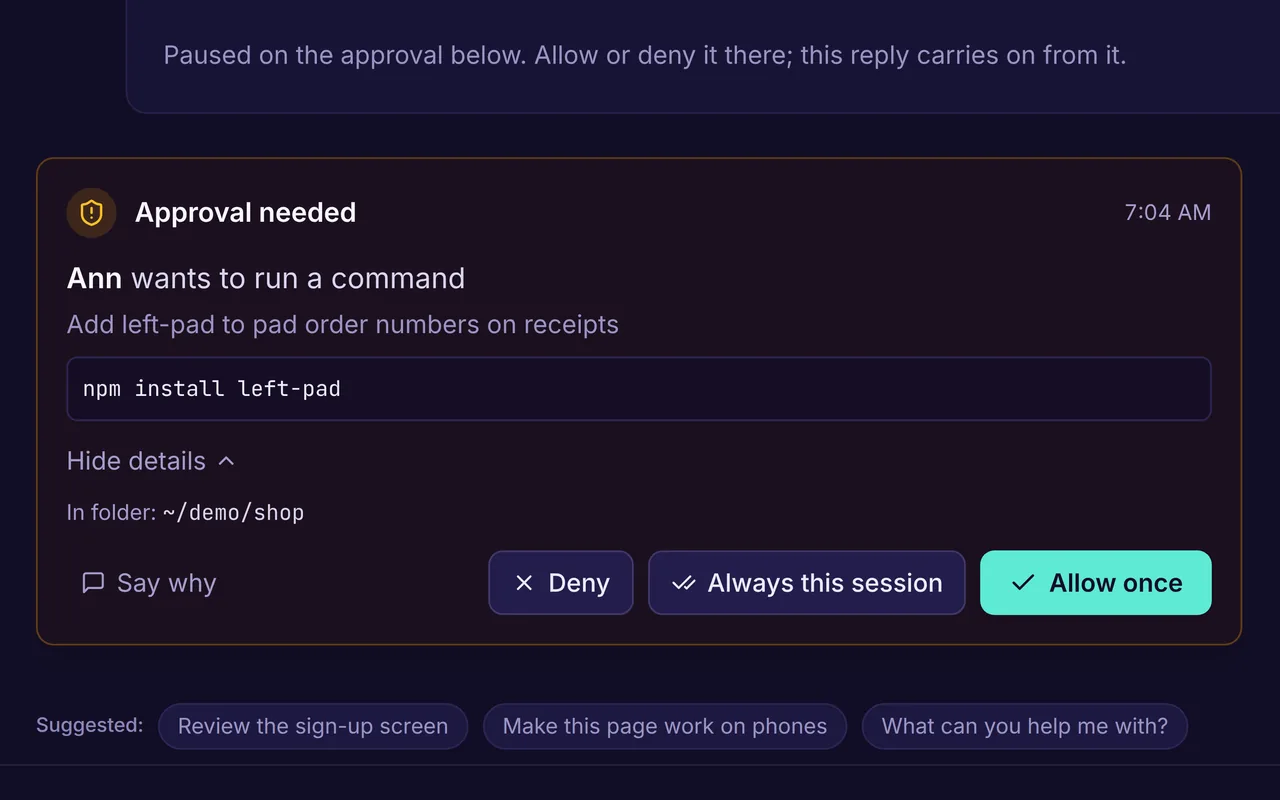 Paused on the approval below. Allow or deny it there; this reply carries on from it.
Approval needed
7:04 AM
Ann wants to run a command
Add left-pad to pad order numbers on receipts
npm install left-pad
Hide details
In folder: ~/demo/shop
Say why
Deny
Always this session
Allow once
Suggested:
Review the sign-up screen
Make this page work on phones
What can you help me with?